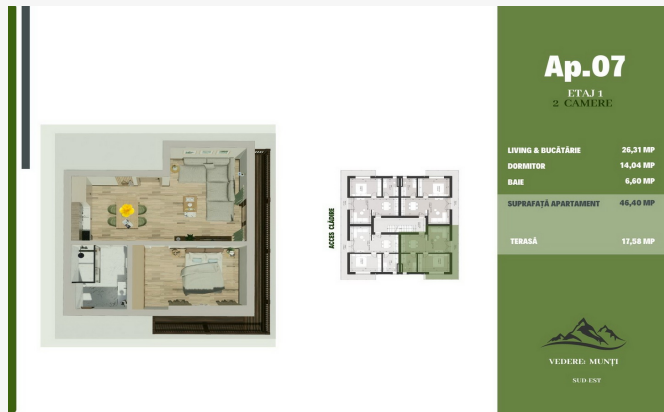 Ap.07
ETAJ 1
2 CAMERE
LIVING & BUCĂTĂRIE 26,31 MP
DORMITOR 14,04 MP
BAIE 6,60 MP
SUPRAFAȚĂ APARTAMENT 46,40 MP
TERASĂ 17,58 MP
ACCES CLĂDIRE
VEDERE: MUNȚI
SUD-EST